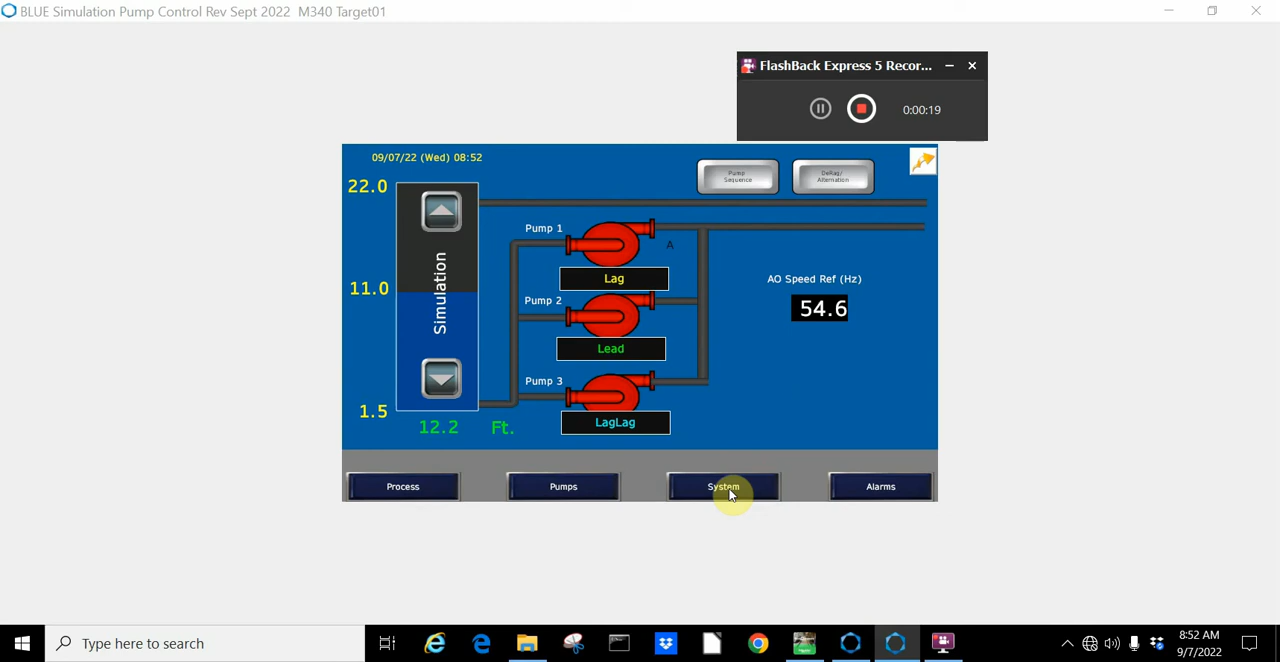 BLUE Simulation Pump Control Rev Sept 2022 M340 Target01
FlashBack Express 5 Recor...
0:00:19
09/07/22 (Wed) 08:52
Pump
Sequence
DeRag/
Alternation
22.0
11.0
1.5
Simulation
12.2 Ft.
Pump 1
A
Lag
Pump 2
Lead
Pump 3
LagLag
AO Speed Ref (Hz)
54.6
Process
Pumps
System
Alarms
Type here to search
8:52 AM
9/7/2022